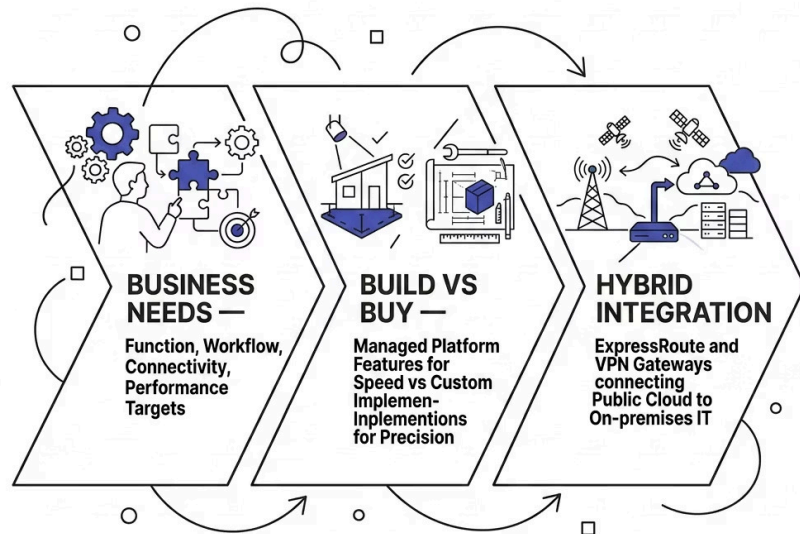 BUSINESS
NEEDS —
Function, Workflow,
Connectivity,
Performance
Targets
BUILD VS
BUY —
Managed Platform
Features for
Speed vs Custom
Implemen-
Inplementions
for Precision
HYBRID
INTEGRATION
ExpressRoute and
VPN Gateways
connecting
Public Cloud to
On-premises IT